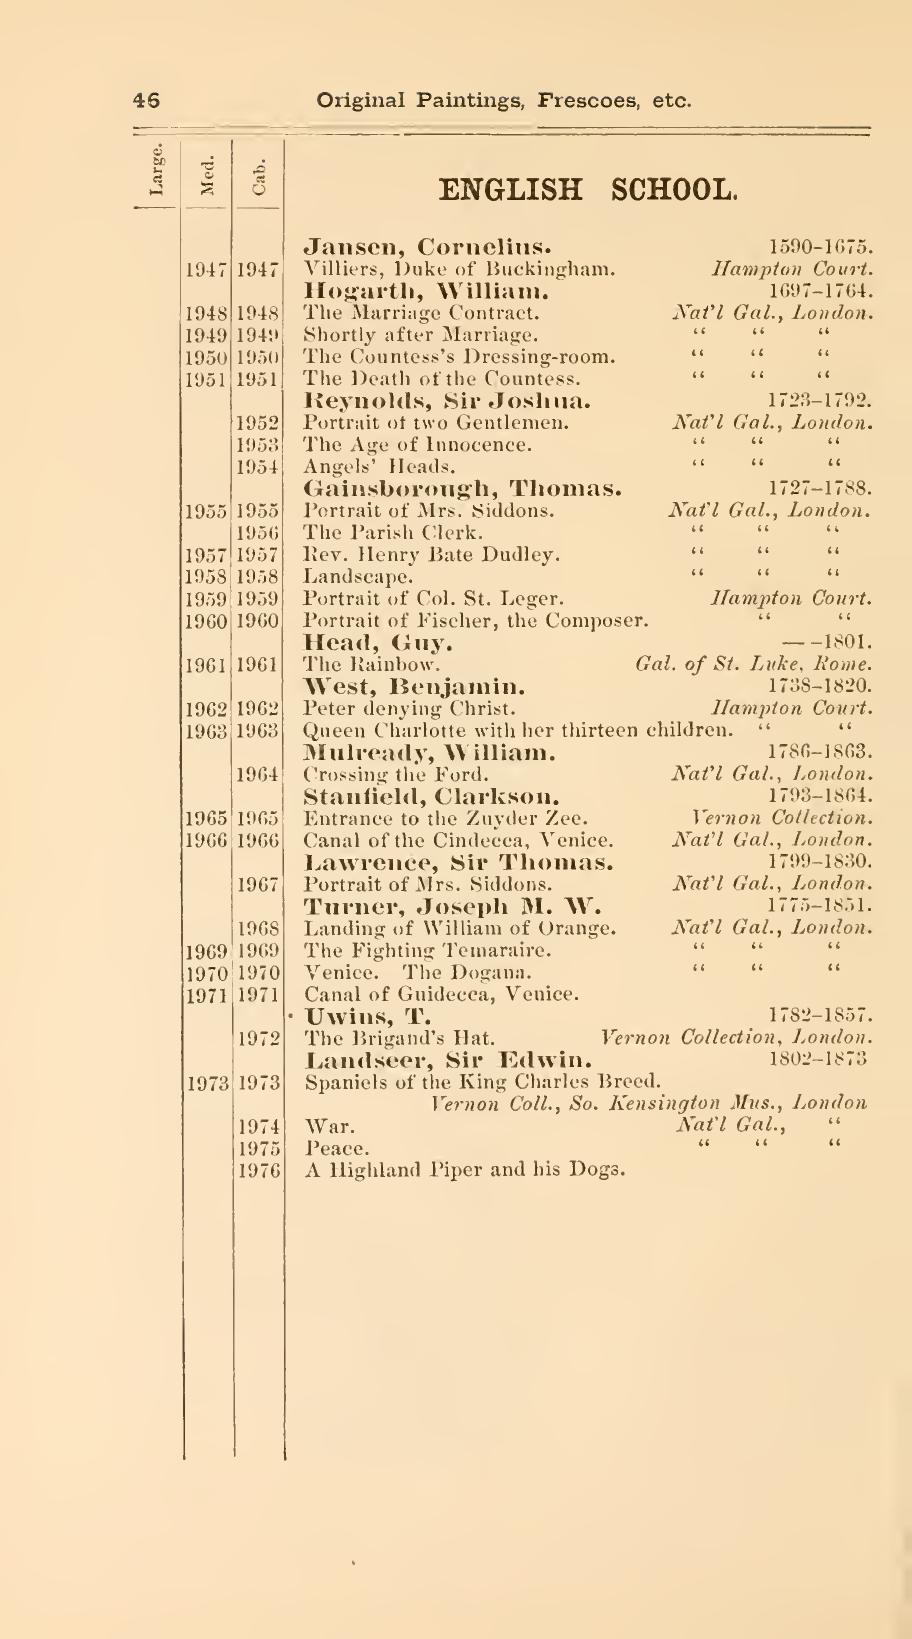 46 Original Paintings, Frescoes, etc.
Large. Med. Cab.
ENGLISH SCHOOL.
Jansen, Cornelius. 1590-1675.
1947 1947 Villiers, Duke of Buckingham. Hampton Court.
Hogarth, William. 1697-1764.
1948 1948 The Marriage Contract. Nat'l Gal., London.
1949 1949 Shortly after Marriage. “ “ “
1950 1950 The Countess's Dressing-room. “ “ “
1951 1951 The Death of the Countess. “ “ “
Reynolds, Sir Joshua. 1723-1792.
1952 Portrait of two Gentlemen. Nat'l Gal., London.
1953 The Age of Innocence. “ “ “
1954 Angels' Heads. “ “ “
Gainsborough, Thomas. 1727-1788.
1955 1955 Portrait of Mrs. Siddons. Nat'l Gal., London.
1956 The Parish Clerk. “ “ “
1957 1957 Rev. Henry Bate Dudley. “ “ “
1958 1958 Landscape. “ “ “
1959 1959 Portrait of Col. St. Leger. Hampton Court.
1960 1960 Portrait of Fischer, the Composer. “ “
Head, Guy. — -1801.
1961 1961 The Rainbow. Gal. of St. Luke, Rome.
West, Benjamin. 1738-1820.
1962 1962 Peter denying Christ. Hampton Court.
1963 1963 Queen Charlotte with her thirteen children. “ “
Mulready, William. 1786-1863.
1964 Crossing the Ford. Nat'l Gal., London.
Stanfield, Clarkson. 1793-1864.
1965 1965 Entrance to the Zuyder Zee. Vernon Collection.
1966 1966 Canal of the Cindecca, Venice. Nat'l Gal., London.
Lawrence, Sir Thomas. 1799-1830.
1967 Portrait of Mrs. Siddons. Nat'l Gal., London.
Turner, Joseph M. W. 1775-1851.
1968 Landing of William of Orange. Nat'l Gal., London.
1969 1969 The Fighting Temaraire. “ “ “
1970 1970 Venice. The Dogana. “ “ “
1971 1971 Canal of Guidecca, Venice.
Uwins, T. 1782-1857.
1972 The Brigand's Hat. Vernon Collection, London.
Landseer, Sir Edwin. 1802-1873
1973 1973 Spaniels of the King Charles Breed.
Vernon Coll., So. Kensington Mus., London
1974 War. Nat'l Gal., “
1975 Peace. “ “ “
1976 A Highland Piper and his Dogs.